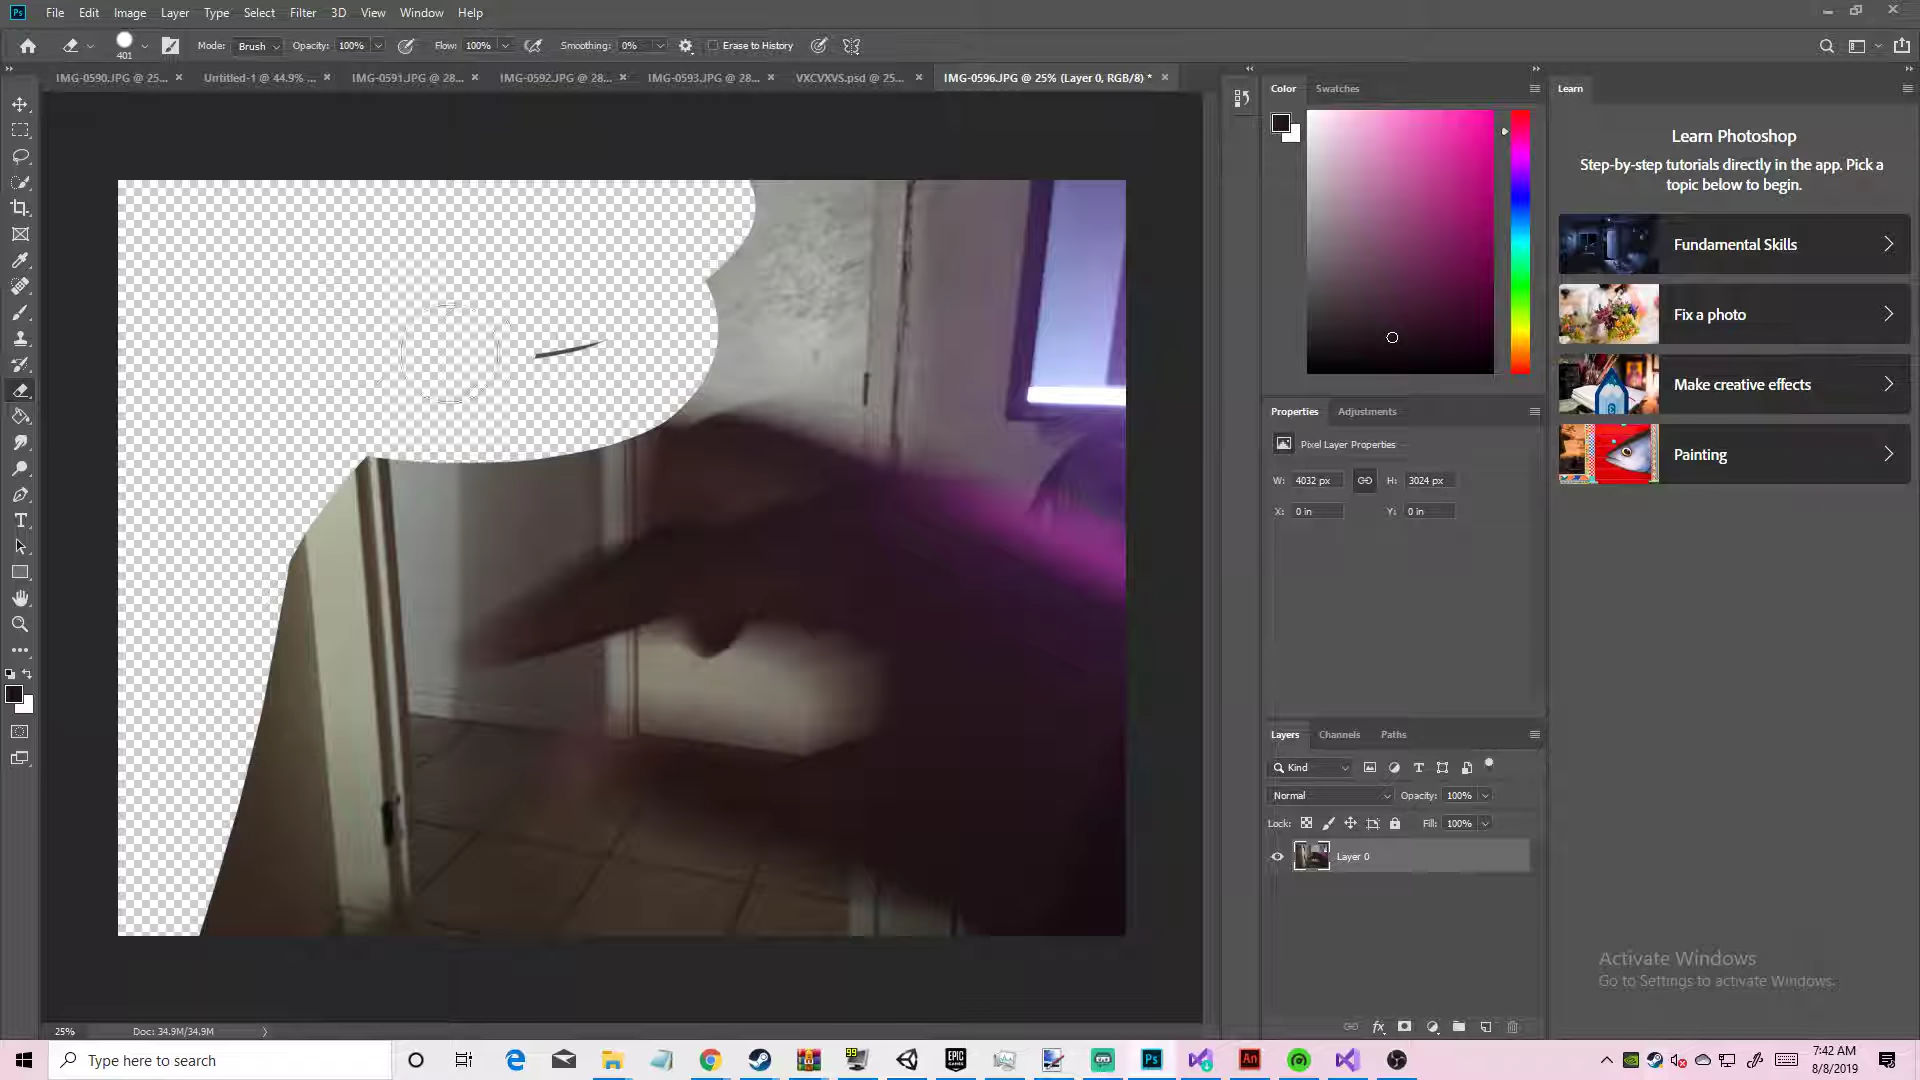 Ps File Edit Image Layer Type Select Filter 3D View Window Help
401 Mode: Brush Opacity: 100% Flow: 100% Smoothing: 0% Erase to History
IMG-0590.JPG @ 25... × Untitled-1 @ 44.9% ... × IMG-0591.JPG @ 28... × IMG-0592.JPG @ 28... × IMG-0593.JPG @ 28... × VXCVXVS.psd @ 25... × IMG-0596.JPG @ 25% (Layer 0, RGB/8) * ×
Color Swatches
Learn
Learn Photoshop
Step-by-step tutorials directly in the app. Pick a
topic below to begin.
Fundamental Skills
Fix a photo
Make creative effects
Painting
Properties Adjustments
Pixel Layer Properties
W: 4032 px H: 3024 px
X: 0 in Y: 0 in
Layers Channels Paths
Kind
Normal Opacity: 100%
Lock: Fill: 100%
Layer 0
Activate Windows
Go to Settings to activate Windows.
25% Doc: 34.9M/34.9M
Type here to search
99
EPIC GAMES
Ps
An
7:42 AM
8/8/2019